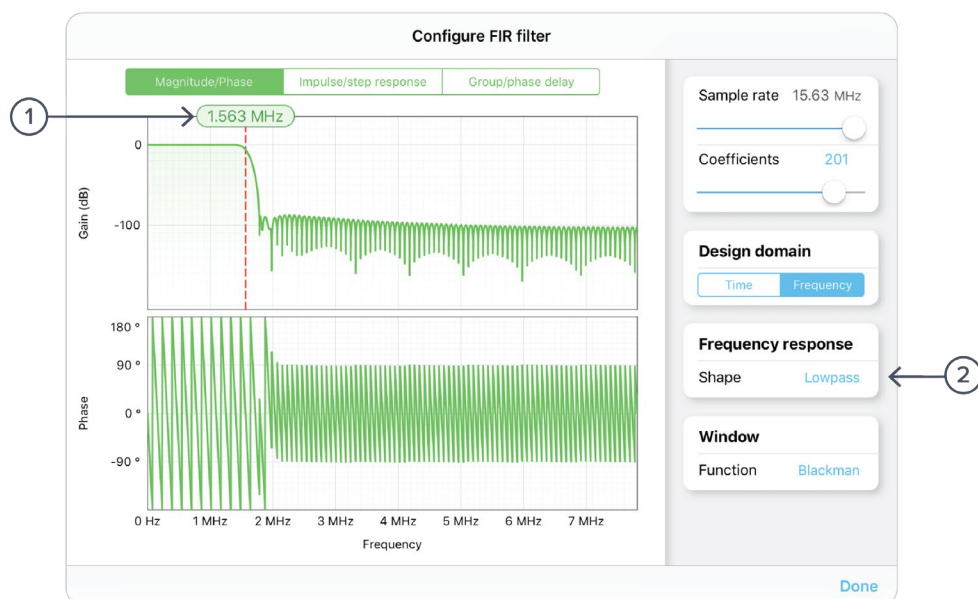 Configure FIR filter
Magnitude/Phase
Impulse/step response
Group/phase delay
1
1.563 MHz
0
-100
Gain (dB)
180 °
90 °
0 °
-90 °
Phase
0 Hz 1 MHz 2 MHz 3 MHz 4 MHz 5 MHz 6 MHz 7 MHz
Frequency
Sample rate 15.63 MHz
Coefficients 201
Design domain
Time Frequency
Frequency response
Shape Lowpass
2
Window
Function Blackman
Done